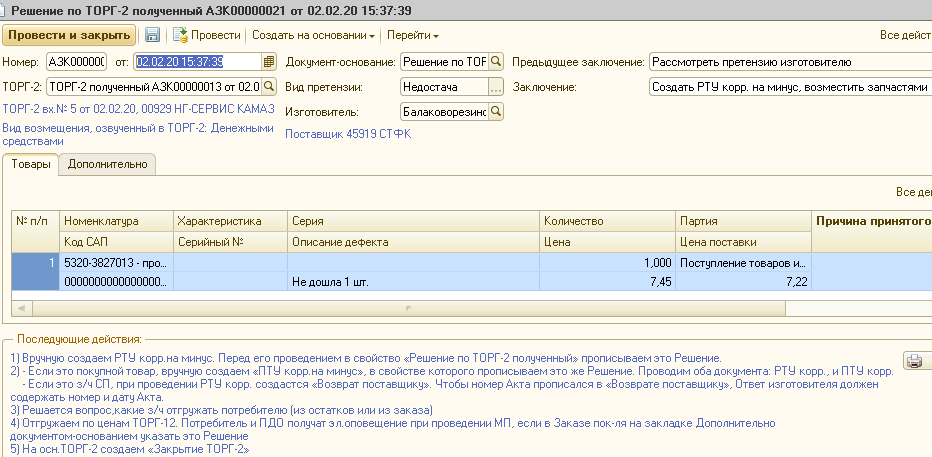 Решение по ТОРГ-2 полученный АЗК00000021 от 02.02.20 15:37:39
Провести и закрыть Провести Создать на основании Перейти Все дейст
Номер: АЗК00000 от: 02.02.20 15:37:39 Документ-основание: Решение по ТОР Предыдущее заключение: Рассмотреть претензию изготовителю
ТОРГ-2: ТОРГ-2 полученный АЗК00000013 от 02.0 Вид претензии: Недостача ... Заключение: Создать РТУ корр. на минус, возместить запчастями
ТОРГ-2 вх.№ 5 от 02.02.20, 00929 НГ-СЕРВИС КАМАЗ Изготовитель: Балаковорезинс
Вид возмещения, озвученный в ТОРГ-2: Денежными Поставщик 45919 СТФК
средствами
Товары Дополнительно
Все де
№ п/п Номенклатура Характеристика Серия Количество Партия Причина принятого
Код САП Серийный № Описание дефекта Цена Цена поставки
1 5320-3827013 - про... 1,000 Поступление товаров и...
0000000000000000... Не дошла 1 шт. 7,45 7,22
Последующие действия:
1) Вручную создаем РТУ корр.на минус. Перед его проведением в свойство «Решение по ТОРГ-2 полученный» прописываем это Решение.
2) - Если это покупной товар, вручную создаем «ПТУ корр.на минус», в свойстве которого прописываем это же Решение. Проводим оба документа: РТУ корр., и ПТУ корр.
- Если это з/ч СП, при проведении РТУ корр. создастся «Возврат поставщику». Чтобы номер Акта прописался в «Возврате поставщику», Ответ изготовителя должен
содержать номер и дату Акта.
3) Решается вопрос,какие з/ч отгружать потребителю (из остатков или из заказа)
4) Отгружаем по ценам ТОРГ-12. Потребитель и ПДО получат эл.оповещение при проведении МП, если в Заказе пок-ля на закладке Дополнительно
документом-основанием указать это Решение
5) На осн.ТОРГ-2 создаем «Закрытие ТОРГ-2»